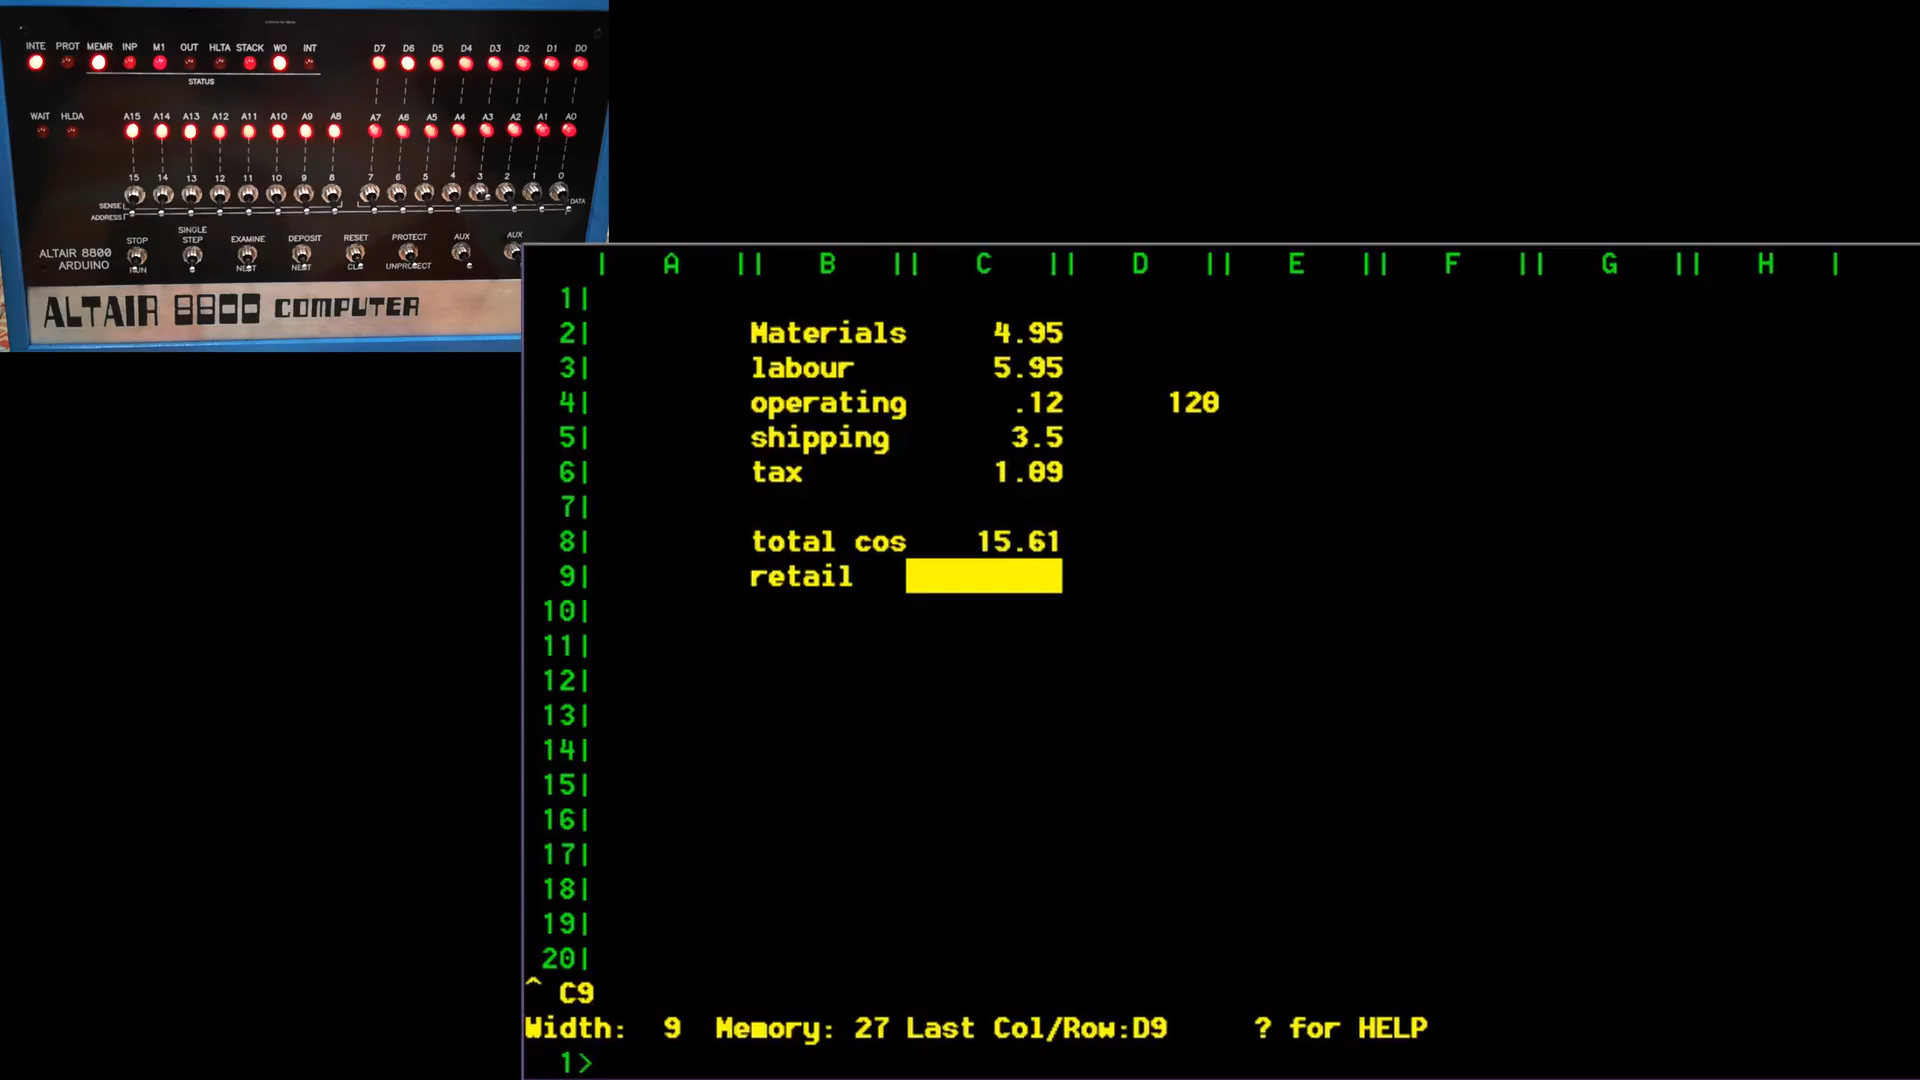 INTE PROT MEMR INP M1 OUT HLTA STACK WO INT D7 D6 D5 D4 D3 D2 D1 D0
STATUS
WAIT HLDA A15 A14 A13 A12 A11 A10 A9 A8 A7 A6 A5 A4 A3 A2 A1 A0
15 14 13 12 11 10 9 8 7 6 5 4 3 2 1 0
SENSE DATA
ADDRESS
STOP SINGLE STEP EXAMINE DEPOSIT RESET PROTECT AUX AUX
RUN NEXT NEXT CLR UNPROTECT
ALTAIR 8800
ARDUINO
ALTAIR 8800 COMPUTER
| A || B || C || D || E || F || G || H |
1|
2| Materials 4.95
3| labour 5.95
4| operating .12 120
5| shipping 3.5
6| tax 1.09
7|
8| total cos 15.61
9| retail
10|
11|
12|
13|
14|
15|
16|
17|
18|
19|
20|
^ C9
Width: 9 Memory: 27 Last Col/Row:D9 ? for HELP
1>